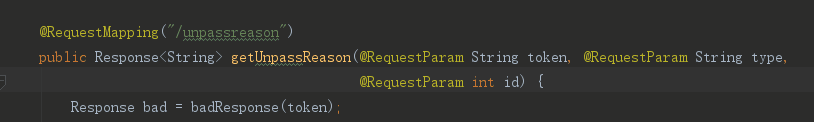 @RequestMapping("/unpassreason")
public Response<String> getUnpassReason(@RequestParam String token, @RequestParam String type,
@RequestParam int id) {
Response bad = badResponse(token);